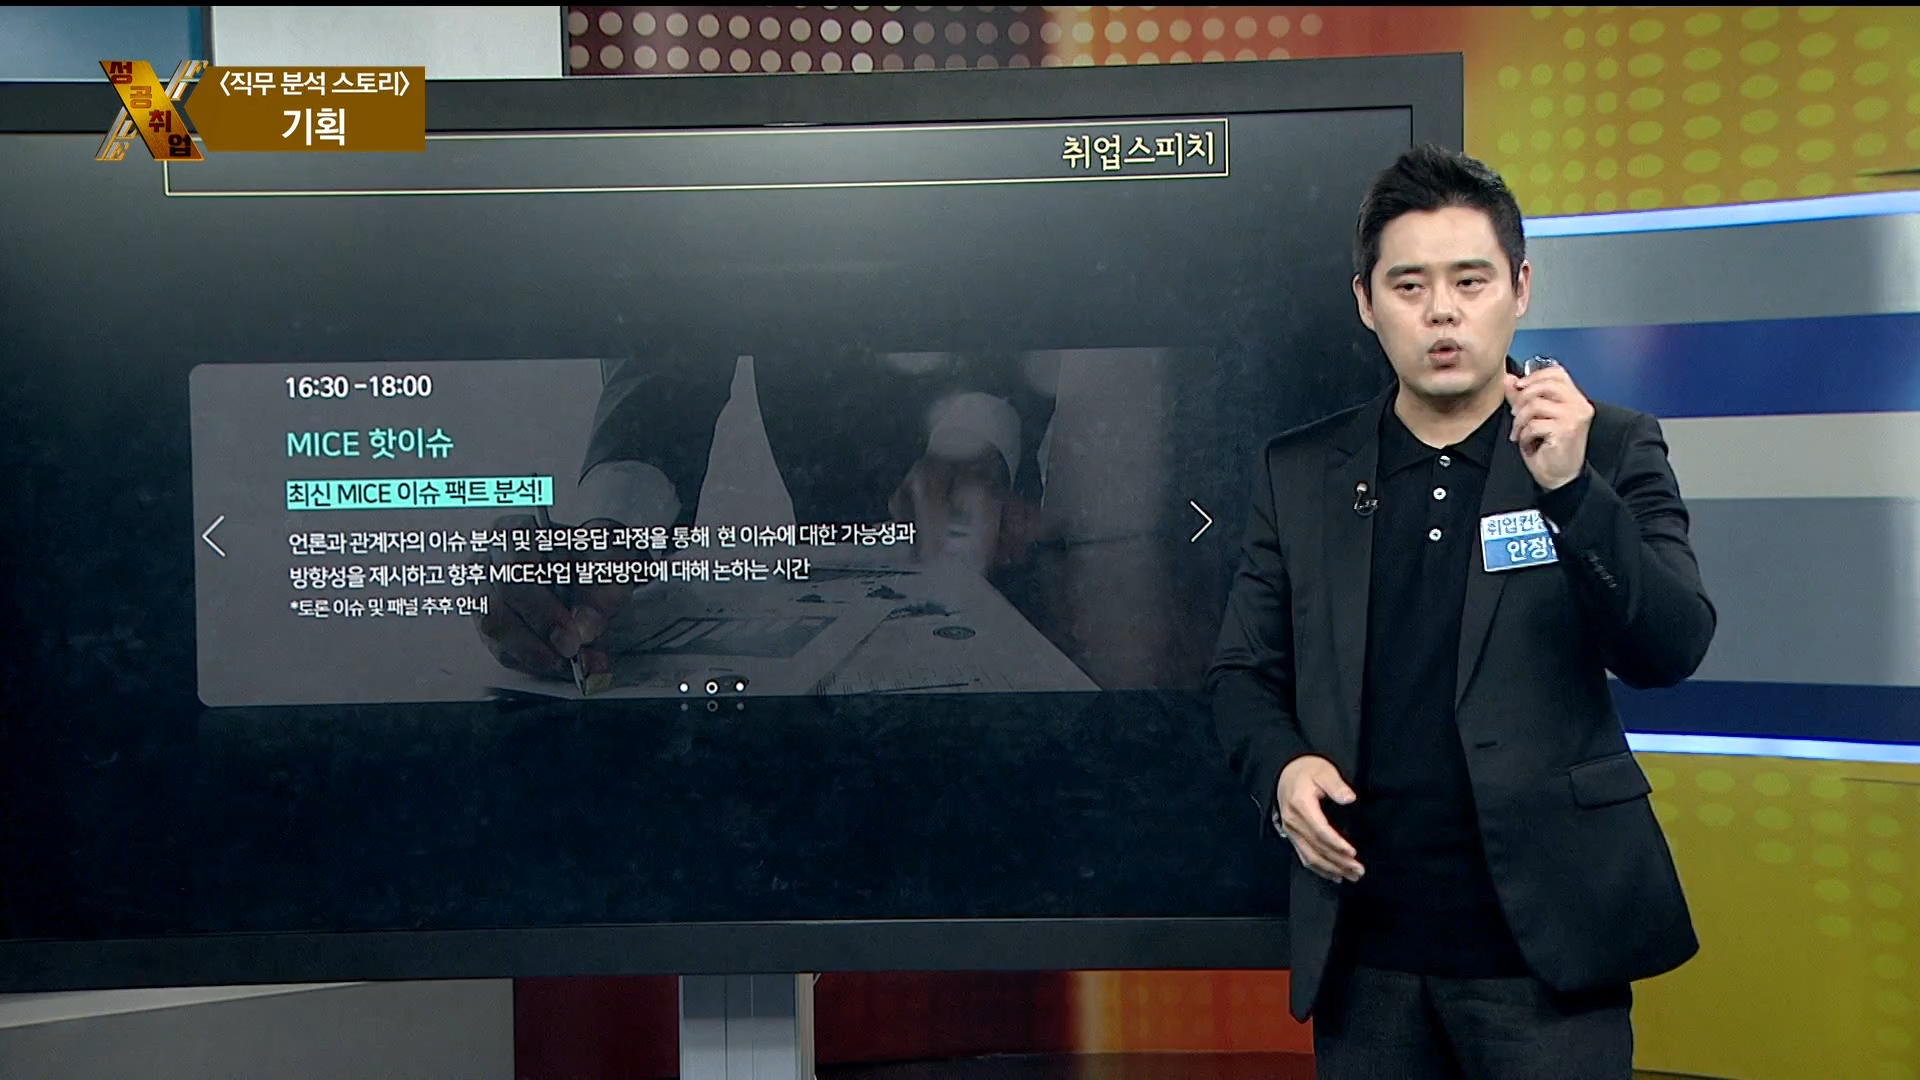 성공취업
<직무 분석 스토리>
기획
취업스피치
16:30 -18:00
MICE 핫이슈
최신 MICE 이슈 팩트 분석!
언론과 관계자의 이슈 분석 및 질의응답 과정을 통해 현 이슈에 대한 가능성과
방향성을 제시하고 향후 MICE산업 발전방안에 대해 논하는 시간
*토론 이슈 및 패널 추후 안내